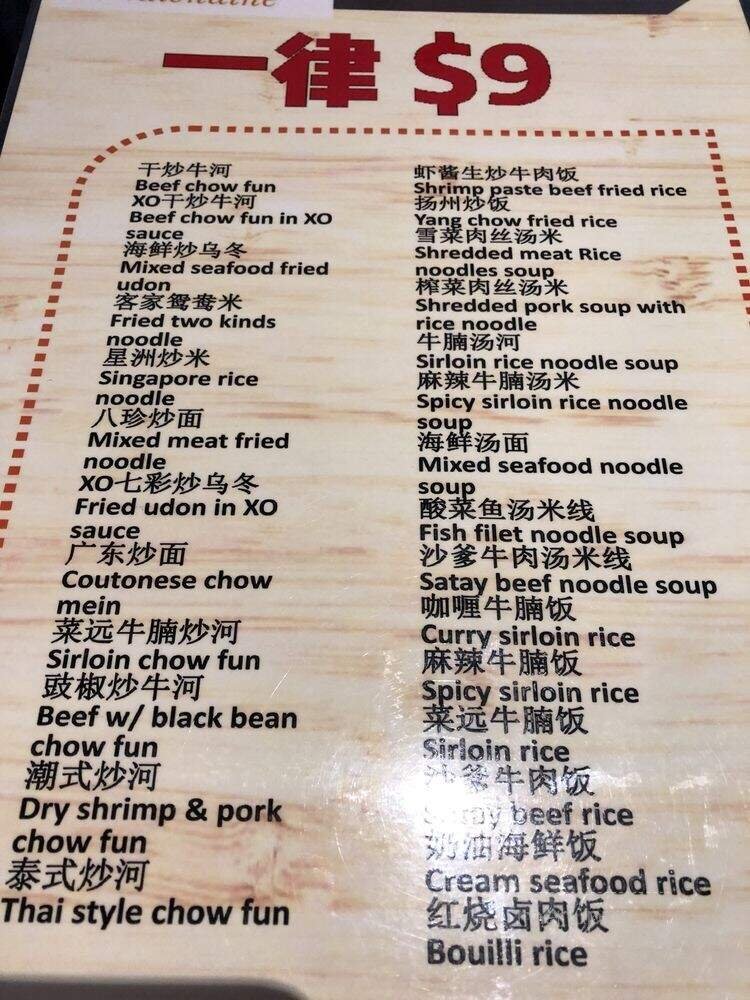 一律 $9
干炒牛河
Beef chow fun
XO干炒牛河
Beef chow fun in XO
sauce
海鲜炒乌冬
Mixed seafood fried
udon
客家鸳鸯米
Fried two kinds
noodle
星洲炒米
Singapore rice
noodle
八珍炒面
Mixed meat fried
noodle
XO七彩炒乌冬
Fried udon in XO
sauce
广东炒面
Coutonese chow
mein
菜远牛腩炒河
Sirloin chow fun
豉椒炒牛河
Beef w/ black bean
chow fun
潮式炒河
Dry shrimp & pork
chow fun
泰式炒河
Thai style chow fun
虾酱生炒牛肉饭
Shrimp paste beef fried rice
扬州炒饭
Yang chow fried rice
雪菜肉丝汤米
Shredded meat Rice
noodles soup
榨菜肉丝汤米
Shredded pork soup with
rice noodle
牛腩汤河
Sirloin rice noodle soup
麻辣牛腩汤米
Spicy sirloin rice noodle
soup
海鲜汤面
Mixed seafood noodle
soup
酸菜鱼汤米线
Fish filet noodle soup
沙爹牛肉汤米线
Satay beef noodle soup
咖喱牛腩饭
Curry sirloin rice
麻辣牛腩饭
Spicy sirloin rice
菜远牛腩饭
Sirloin rice
沙爹牛肉饭
Satay beef rice
奶油海鲜饭
Cream seafood rice
红烧卤肉饭
Bouilli rice